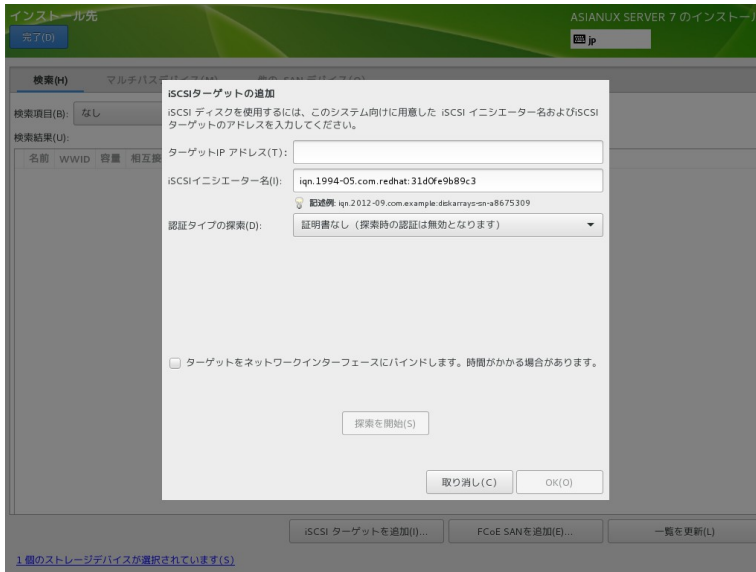 インストール先
ASIANUX SERVER 7 のインストール
完了(D)
jp
検索(H)
検索項目(B): なし
検索結果(U):
名前 WWID 容量
iSCSIターゲットの追加
iSCSI ディスクを使用するには、このシステム向けに用意した iSCSI イニシエーター名およびiSCSI
ターゲットのアドレスを入力してください。
ターゲットIP アドレス(T):
iSCSIイニシエーター名(I): iqn.1994-05.com.redhat:31d0fe9b89c3
記述例: iqn.2012-09.com.example:diskarrays-sn-a8675309
認証タイプの探索(D): 証明書なし（探索時の認証は無効となります）
ターゲットをネットワークインターフェースにバインドします。時間がかかる場合があります。
探索を開始(S)
取り消し(C) OK(O)
iSCSI ターゲットを追加(I)... FCoE SANを追加(E)... 一覧を更新(L)
1 個のストレージデバイスが選択されています(S)